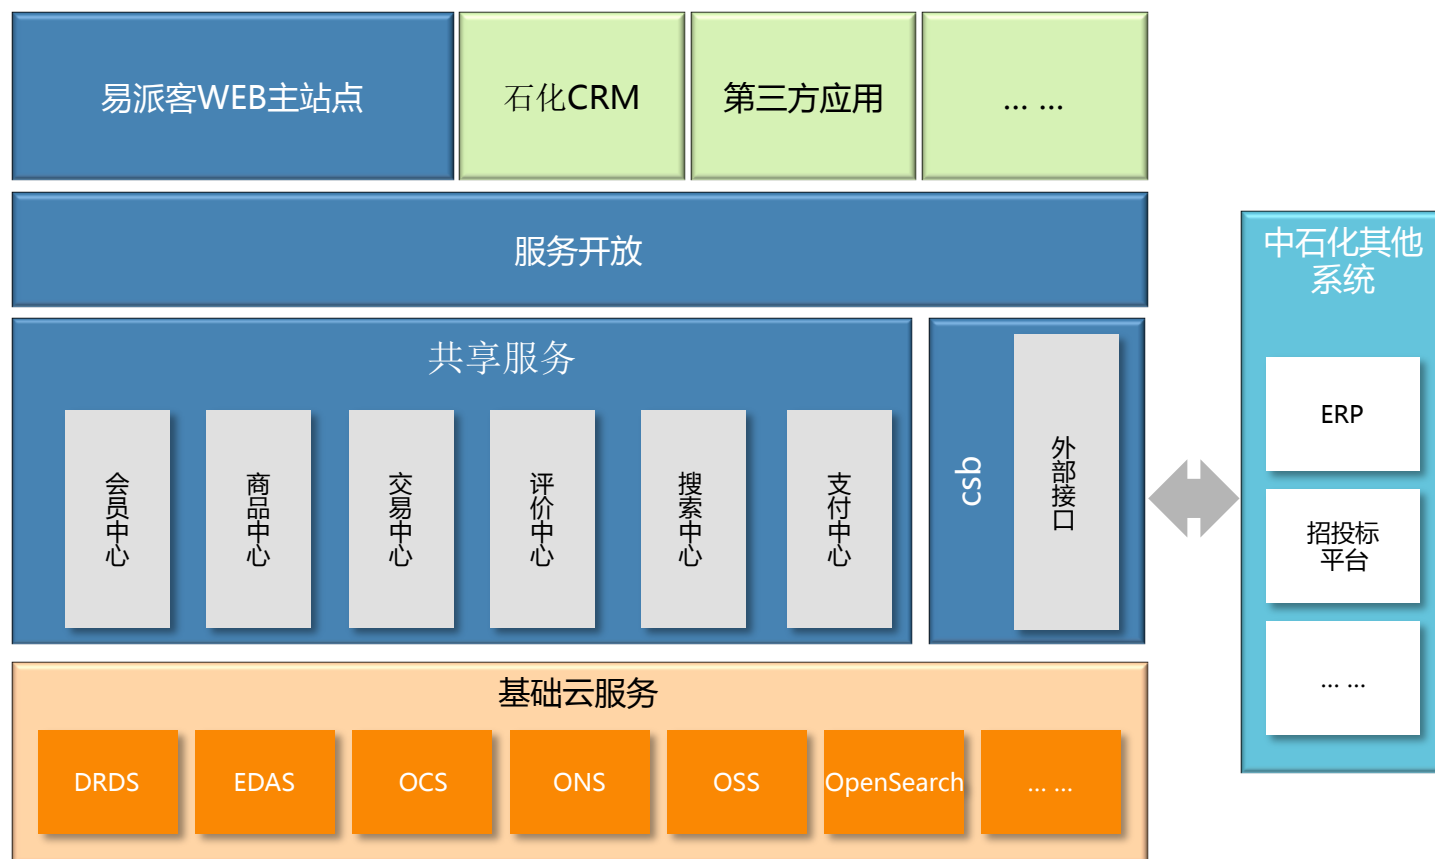 易派客WEB主站点
石化CRM
第三方应用
... ...
服务开放
中石化其他
系统
共享服务
会员中心
商品中心
交易中心
评价中心
搜索中心
支付中心
csb
外部接口
ERP
招投标
平台
... ...
基础云服务
DRDS
EDAS
OCS
ONS
OSS
OpenSearch
... ...